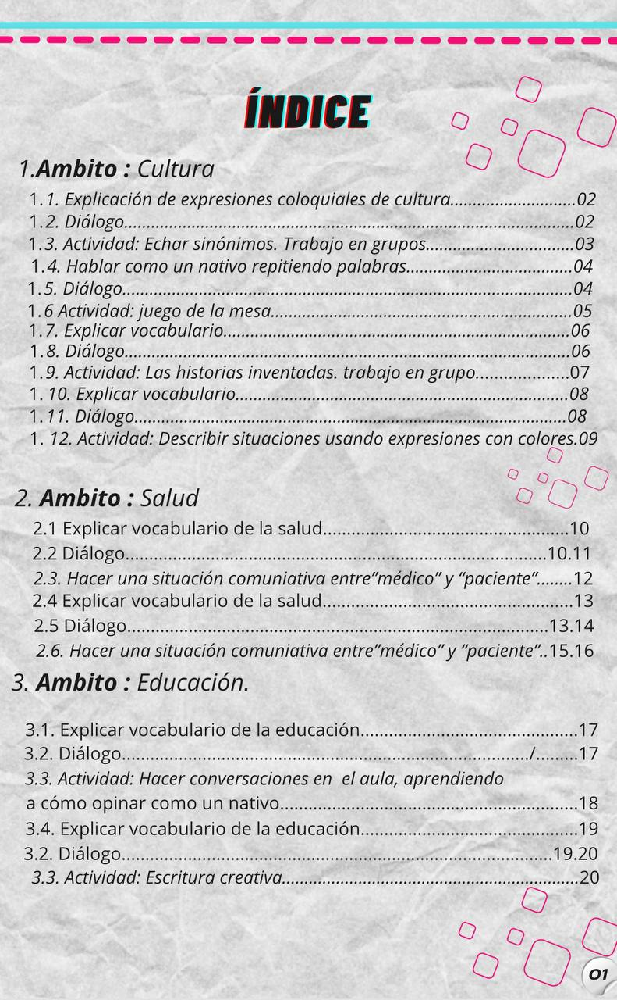 ÍNDICE
1.Ambito : Cultura
1.1. Explicación de expresiones coloquiales de cultura.......................02
1.2. Diálogo....................................................................................02
1.3. Actividad: Echar sinónimos. Trabajo en grupos...........................03
1.4. Hablar como un nativo repitiendo palabras...............................04
1.5. Diálogo....................................................................................04
1.6 Actividad: juego de la mesa........................................................05
1.7. Explicar vocabulario.................................................................06
1.8. Diálogo....................................................................................06
1.9. Actividad: Las historias inventadas. trabajo en grupo..................07
1. 10. Explicar vocabulario..............................................................08
1. 11. Diálogo................................................................................08
1. 12. Actividad: Describir situaciones usando expresiones con colores.09
2. Ambito : Salud
2.1 Explicar vocabulario de la salud..............................................10
2.2 Diálogo...............................................................................10.11
2.3. Hacer una situación comuniativa entre”médico” y “paciente”.......12
2.4 Explicar vocabulario de la salud...............................................13
2.5 Diálogo...............................................................................13.14
2.6. Hacer una situación comuniativa entre”médico” y “paciente”..15.16
3. Ambito : Educación.
3.1. Explicar vocabulario de la educación........................................17
3.2. Diálogo............................................................................/........17
3.3. Actividad: Hacer conversaciones en  el aula, aprendiendo
a cómo opinar como un nativo.......................................................18
3.4. Explicar vocabulario de la educación........................................19
3.2. Diálogo................................................................................19.20
3.3. Actividad: Escritura creativa.......................................................20
01